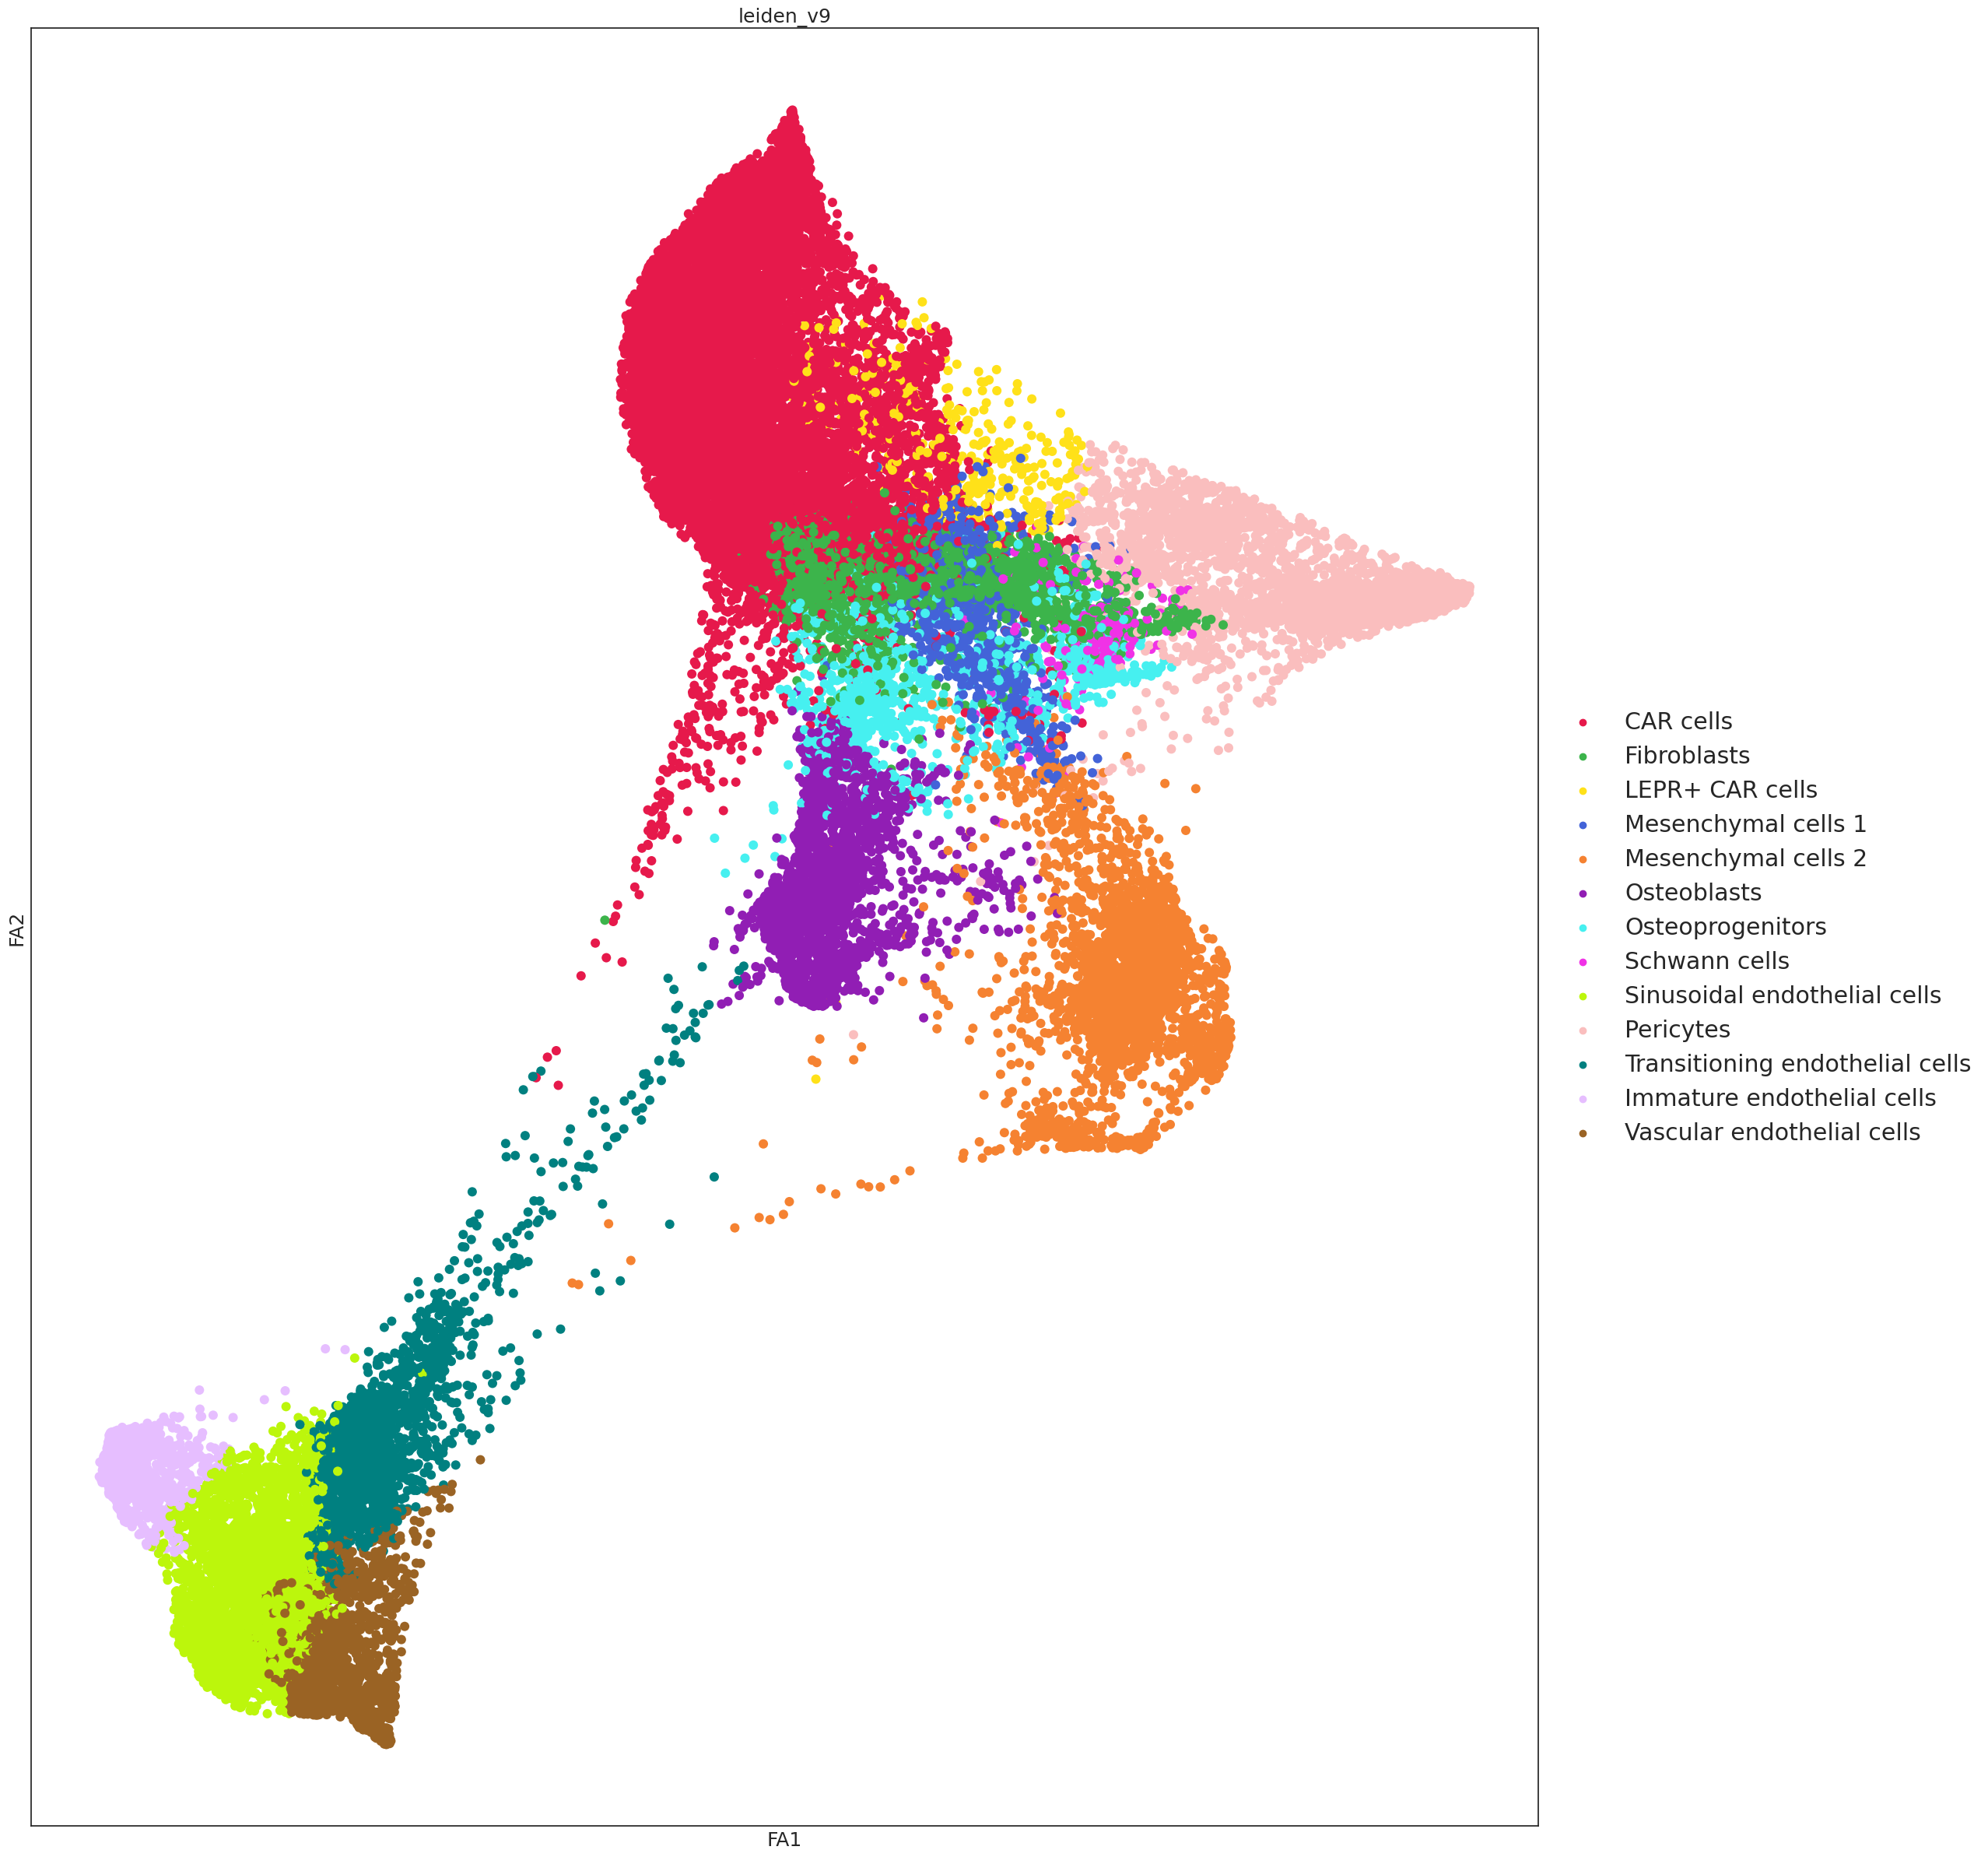 leiden_v9
FA2
FA1
CAR cells
Fibroblasts
LEPR+ CAR cells
Mesenchymal cells 1
Mesenchymal cells 2
Osteoblasts
Osteoprogenitors
Schwann cells
Sinusoidal endothelial cells
Pericytes
Transitioning endothelial cells
Immature endothelial cells
Vascular endothelial cells